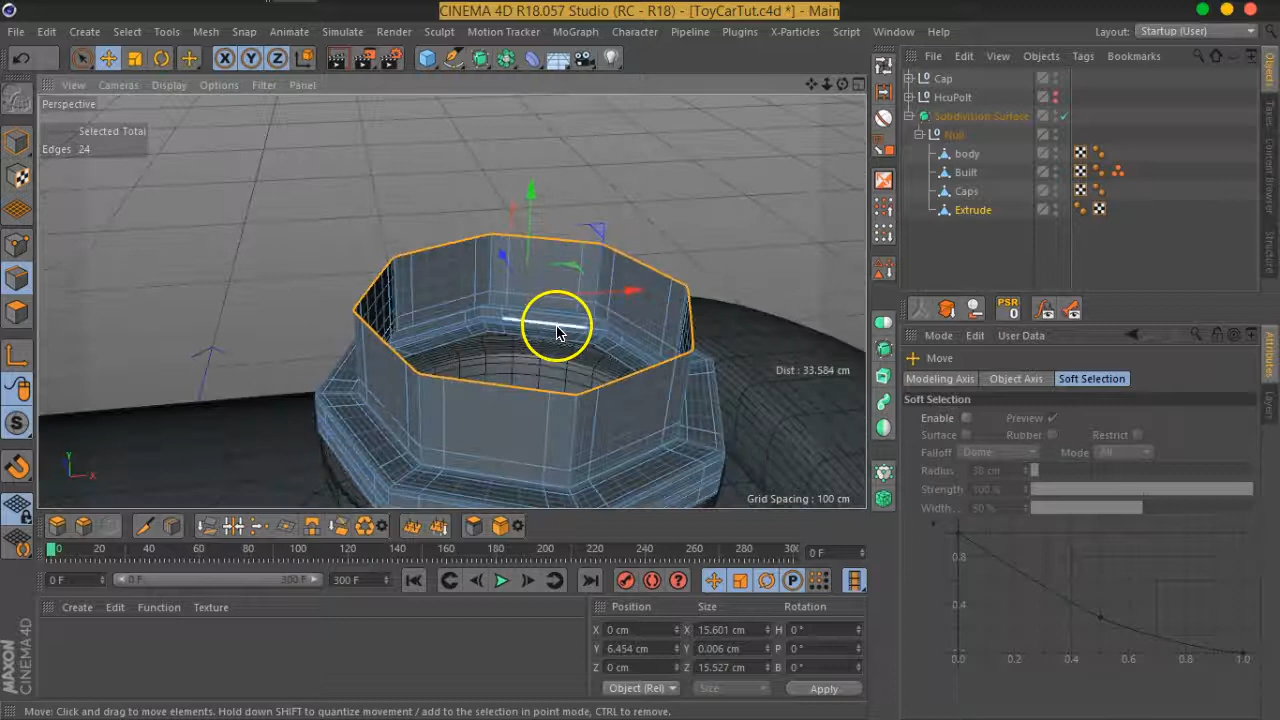 CINEMA 4D R18.057 Studio (RC - R18) - [ToyCarTut.c4d *] - Main
File Edit Create Select Tools Mesh Snap Animate Simulate Render Sculpt Motion Tracker MoGraph Character Pipeline Plugins X-Particles Script Window Help Layout: Startup (User)
X Y Z
File Edit View Objects Tags Bookmarks
View Cameras Display Options Filter Panel
Perspective
Selected Total
Edges 24
Dist : 33.584 cm
Grid Spacing : 100 cm
Y
X
S
Cap
HcuPolt
Subdivision Surface
Null
body
Built
Caps
Extrude
Objects
Takes
Content Browser
Structure
PSR
0
Mode Edit User Data
Move
Modeling Axis Object Axis Soft Selection
Soft Selection
Enable Preview
Surface Rubber Restrict
Falloff Dome Mode All
Radius 38 cm
Strength 100 %
Width . . 50 %
0.8
0.4
0.0 0.2 0.4 0.6 0.8 1.0
Attributes
Layers
0 20 40 60 80 100 120 140 160 180 200 220 240 260 280 300 0 F
0 F 0 F 300 F 300 F
P
Create Edit Function Texture
Position Size Rotation
X 0 cm X 15.601 cm H 0 °
Y 6.454 cm Y 0.006 cm P 0 °
Z 0 cm Z 15.527 cm B 0 °
Object (Rel) Size Apply
MAXON
CINEMA 4D
Move: Click and drag to move elements. Hold down SHIFT to quantize movement / add to the selection in point mode, CTRL to remove.